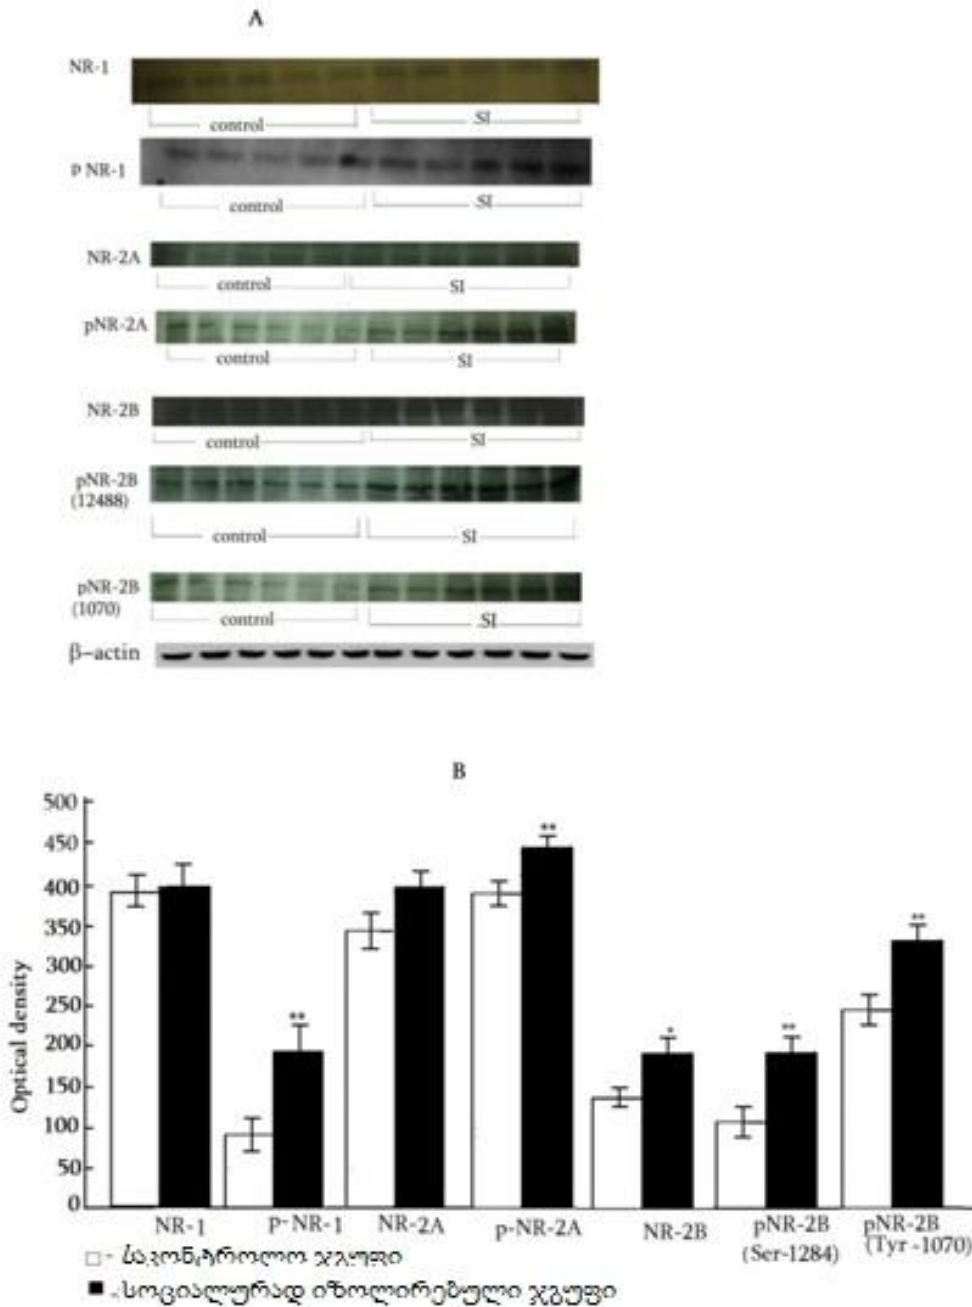 A
NR-1
control SI
p NR-1
control SI
NR-2A
control SI
pNR-2A
control SI
NR-2B
control SI
pNR-2B
(12488)
control SI
pNR-2B
(1070)
control SI
β-actin
B
Optical density
500
450
400
350
300
250
200
150
100
50
0
** ** * ** **
NR-1 p-NR-1 NR-2A p-NR-2A NR-2B pNR-2B (Ser-1284) pNR-2B (Tyr-1070)
- საკონტროლო ჯგუფი
- სოციალურად იზოლირებული ჯგუფი